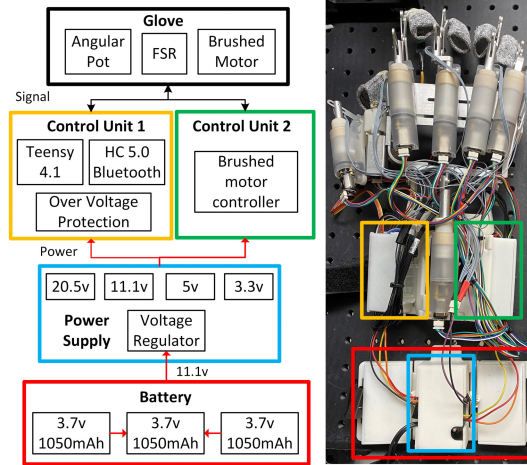 Glove
Angular
Pot
FSR
Brushed
Motor
Signal
Control Unit 1
Teensy
4.1
HC 5.0
Bluetooth
Over Voltage
Protection
Control Unit 2
Brushed
motor
controller
Power
20.5v
11.1v
5v
3.3v
Power
Supply
Voltage
Regulator
11.1v
Battery
3.7v
1050mAh
3.7v
1050mAh
3.7v
1050mAh